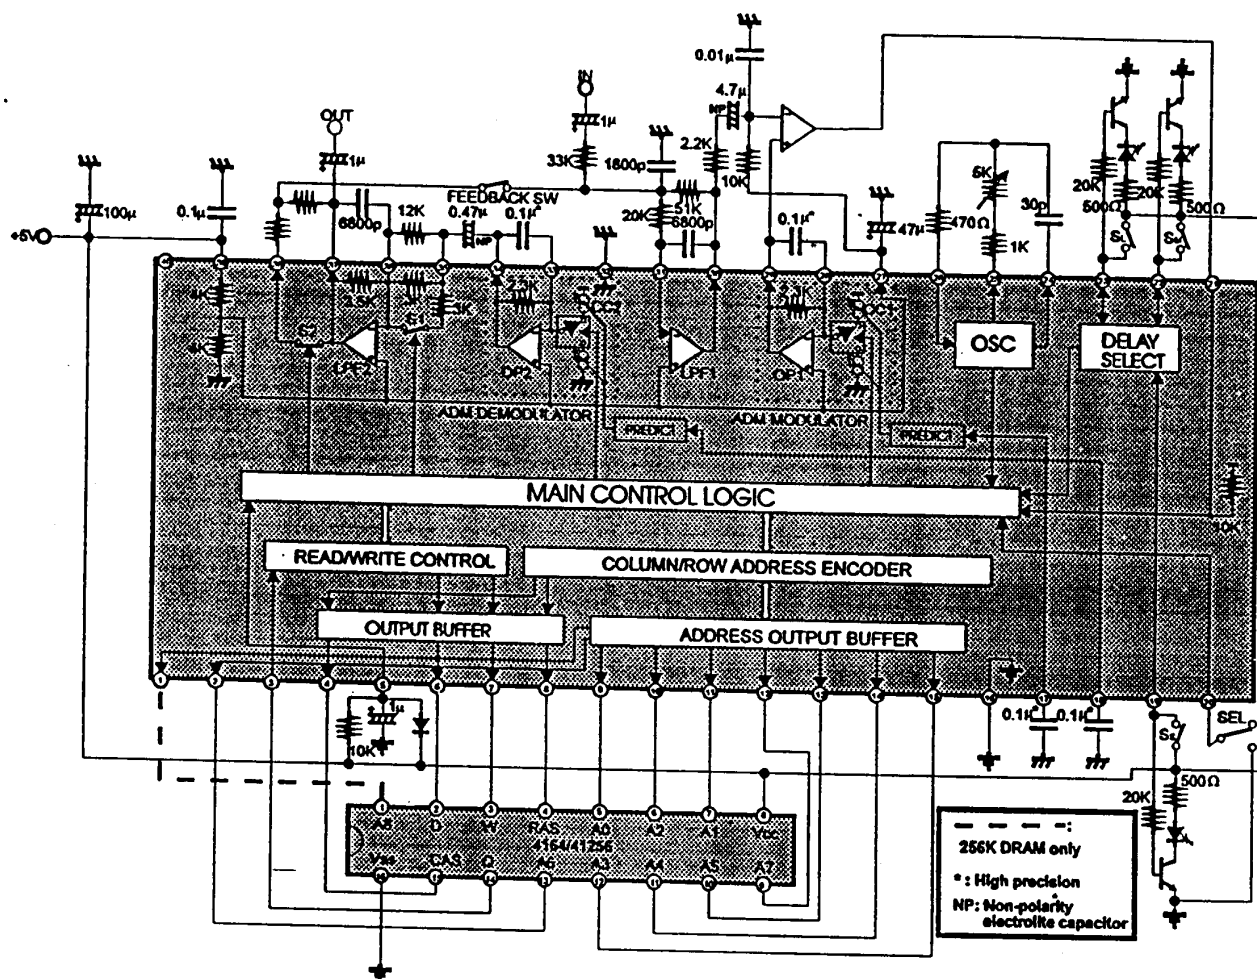 IN
OUT
0.01μ
4.7μ
NP
1μ
1μ
33K
1800p
2.2K
10K
FEEDBACK SW
100μ
0.1μ
+5V
6800p
12K
0.47μ
NP
0.1μ*
20K
51K
6800p
0.1μ*
47μ
470Ω
5K
1K
30p
20K
500Ω
20K
500Ω
S1
S2
LPF2
OP2
LPF1
OP1
CC2
OSC
DELAY
SELECT
ADM DEMODULATOR
ADM MODULATOR
PREDICT
PREDICT
MAIN CONTROL LOGIC
10K
READ/WRITE CONTROL
COLUMN/ROW ADDRESS ENCODER
OUTPUT BUFFER
ADDRESS OUTPUT BUFFER
1μ
10K
0.1μ*
0.1μ*
SEL
500Ω
20K
A8 D W RAS A0 A2 A1 Vcc
4164/41256
Vss CAS Q A6 A3 A4 A5 A7
256K DRAM only
* : High precision
NP: Non-polarity
electrolite capacitor